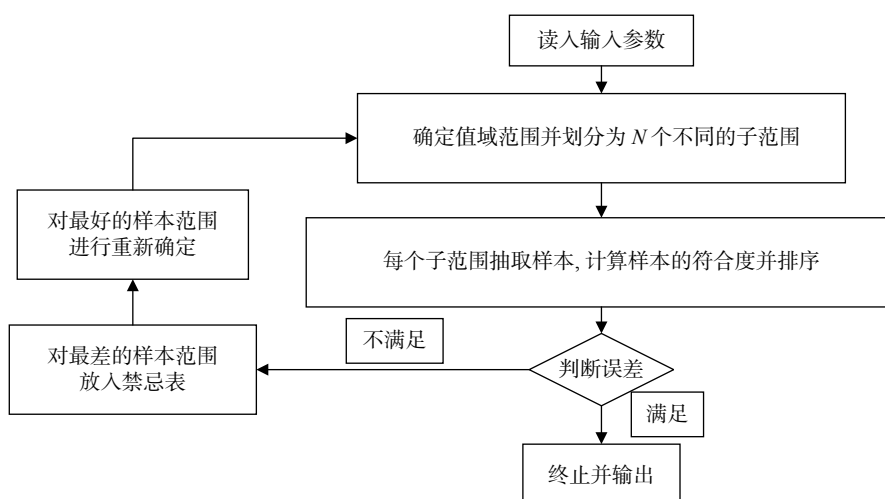 读入输入参数
确定值域范围并划分为 N 个不同的子范围
对最好的样本范围
进行重新确定
每个子范围抽取样本, 计算样本的符合度并排序
不满足
对最差的样本范围
放入禁忌表
判断误差
满足
终止并输出